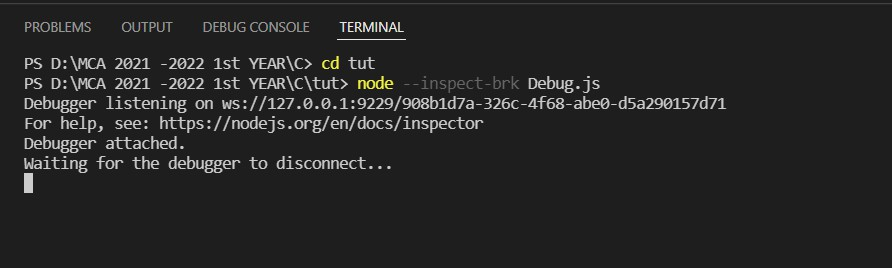 PROBLEMS OUTPUT DEBUG CONSOLE TERMINAL
PS D:\MCA 2021 -2022 1st YEAR\C> cd tut
PS D:\MCA 2021 -2022 1st YEAR\C\tut> node --inspect-brk Debug.js
Debugger listening on ws://127.0.0.1:9229/908b1d7a-326c-4f68-abe0-d5a290157d71
For help, see: https://nodejs.org/en/docs/inspector
Debugger attached.
Waiting for the debugger to disconnect...